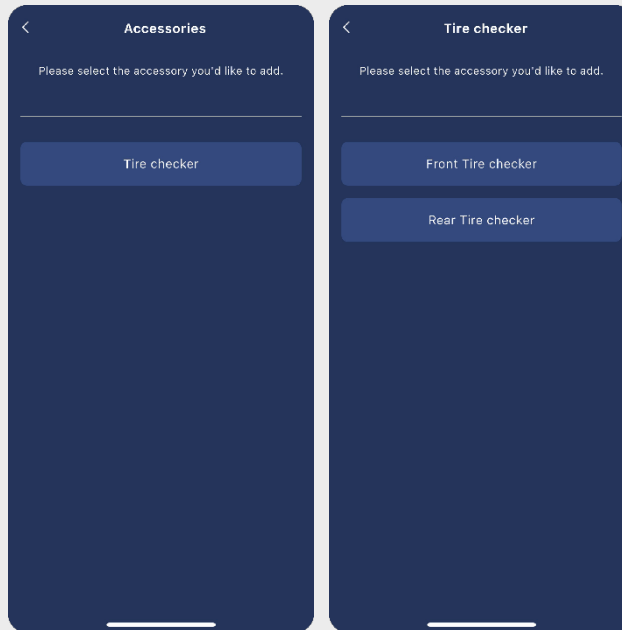 Accessories
Please select the accessory you'd like to add.
Tire checker
Tire checker
Please select the accessory you'd like to add.
Front Tire checker
Rear Tire checker